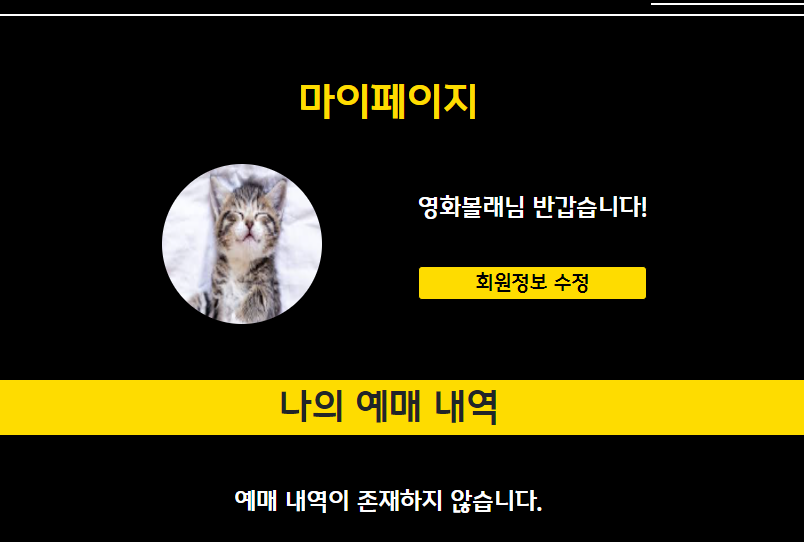 마이페이지
영화볼래님 반갑습니다!
회원정보 수정
나의 예매 내역
예매 내역이 존재하지 않습니다.